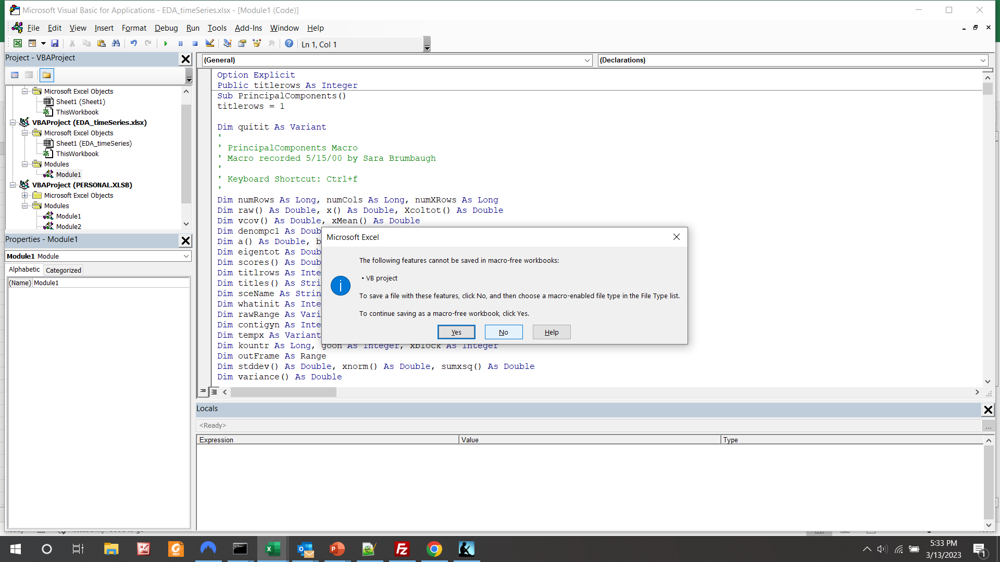 Microsoft Visual Basic for Applications - EDA_timeSeries.xlsx - [Module1 (Code)]
File Edit View Insert Format Debug Run Tools Add-Ins Window Help
Ln 1, Col 1
Project - VBAProject
(General)
(Declarations)
Microsoft Excel Objects
Sheet1 (Sheet1)
ThisWorkbook
VBAProject (EDA_timeSeries.xlsx)
Microsoft Excel Objects
Sheet1 (EDA_timeSeries)
ThisWorkbook
Modules
Module1
VBAProject (PERSONAL.XLSB)
Microsoft Excel Objects
Modules
Module1
Module2
Properties - Module1
Module1 Module
Alphabetic Categorized
(Name) Module1
Option Explicit
Public titlerows As Integer
Sub PrincipalComponents()
titlerows = 1
Dim quitit As Variant
'
' PrincipalComponents Macro
' Macro recorded 5/15/00 by Sara Brumbaugh
'
' Keyboard Shortcut: Ctrl+f
'
Dim numRows As Long, numCols As Long, numXRows As Long
Dim raw() As Double, x() As Double, Xcoltot() As Double
Dim vcov() As Double, xMean() As Double
Dim denompc1 As Doub
Dim a() As Double, b
Dim eigentot As Doub
Dim scores() As Doub
Dim titlrows As Inte
Dim titles() As Stri
Dim sceName As Strin
Dim whatinit As Inte
Dim rawRange As Vari
Dim contigyn As Inte
Dim tempx As Variant
Dim kountr As Long, goon As Integer, xblock As Integer
Dim outFrame As Range
Dim stddev() As Double, xnorm() As Double, sumxsq() As Double
Dim variance() As Double
Microsoft Excel
The following features cannot be saved in macro-free workbooks:
• VB project
To save a file with these features, click No, and then choose a macro-enabled file type in the File Type list.
To continue saving as a macro-free workbook, click Yes.
Yes No Help
Locals
<Ready>
...
Expression Value Type
PDF
5:33 PM
3/13/2023
1